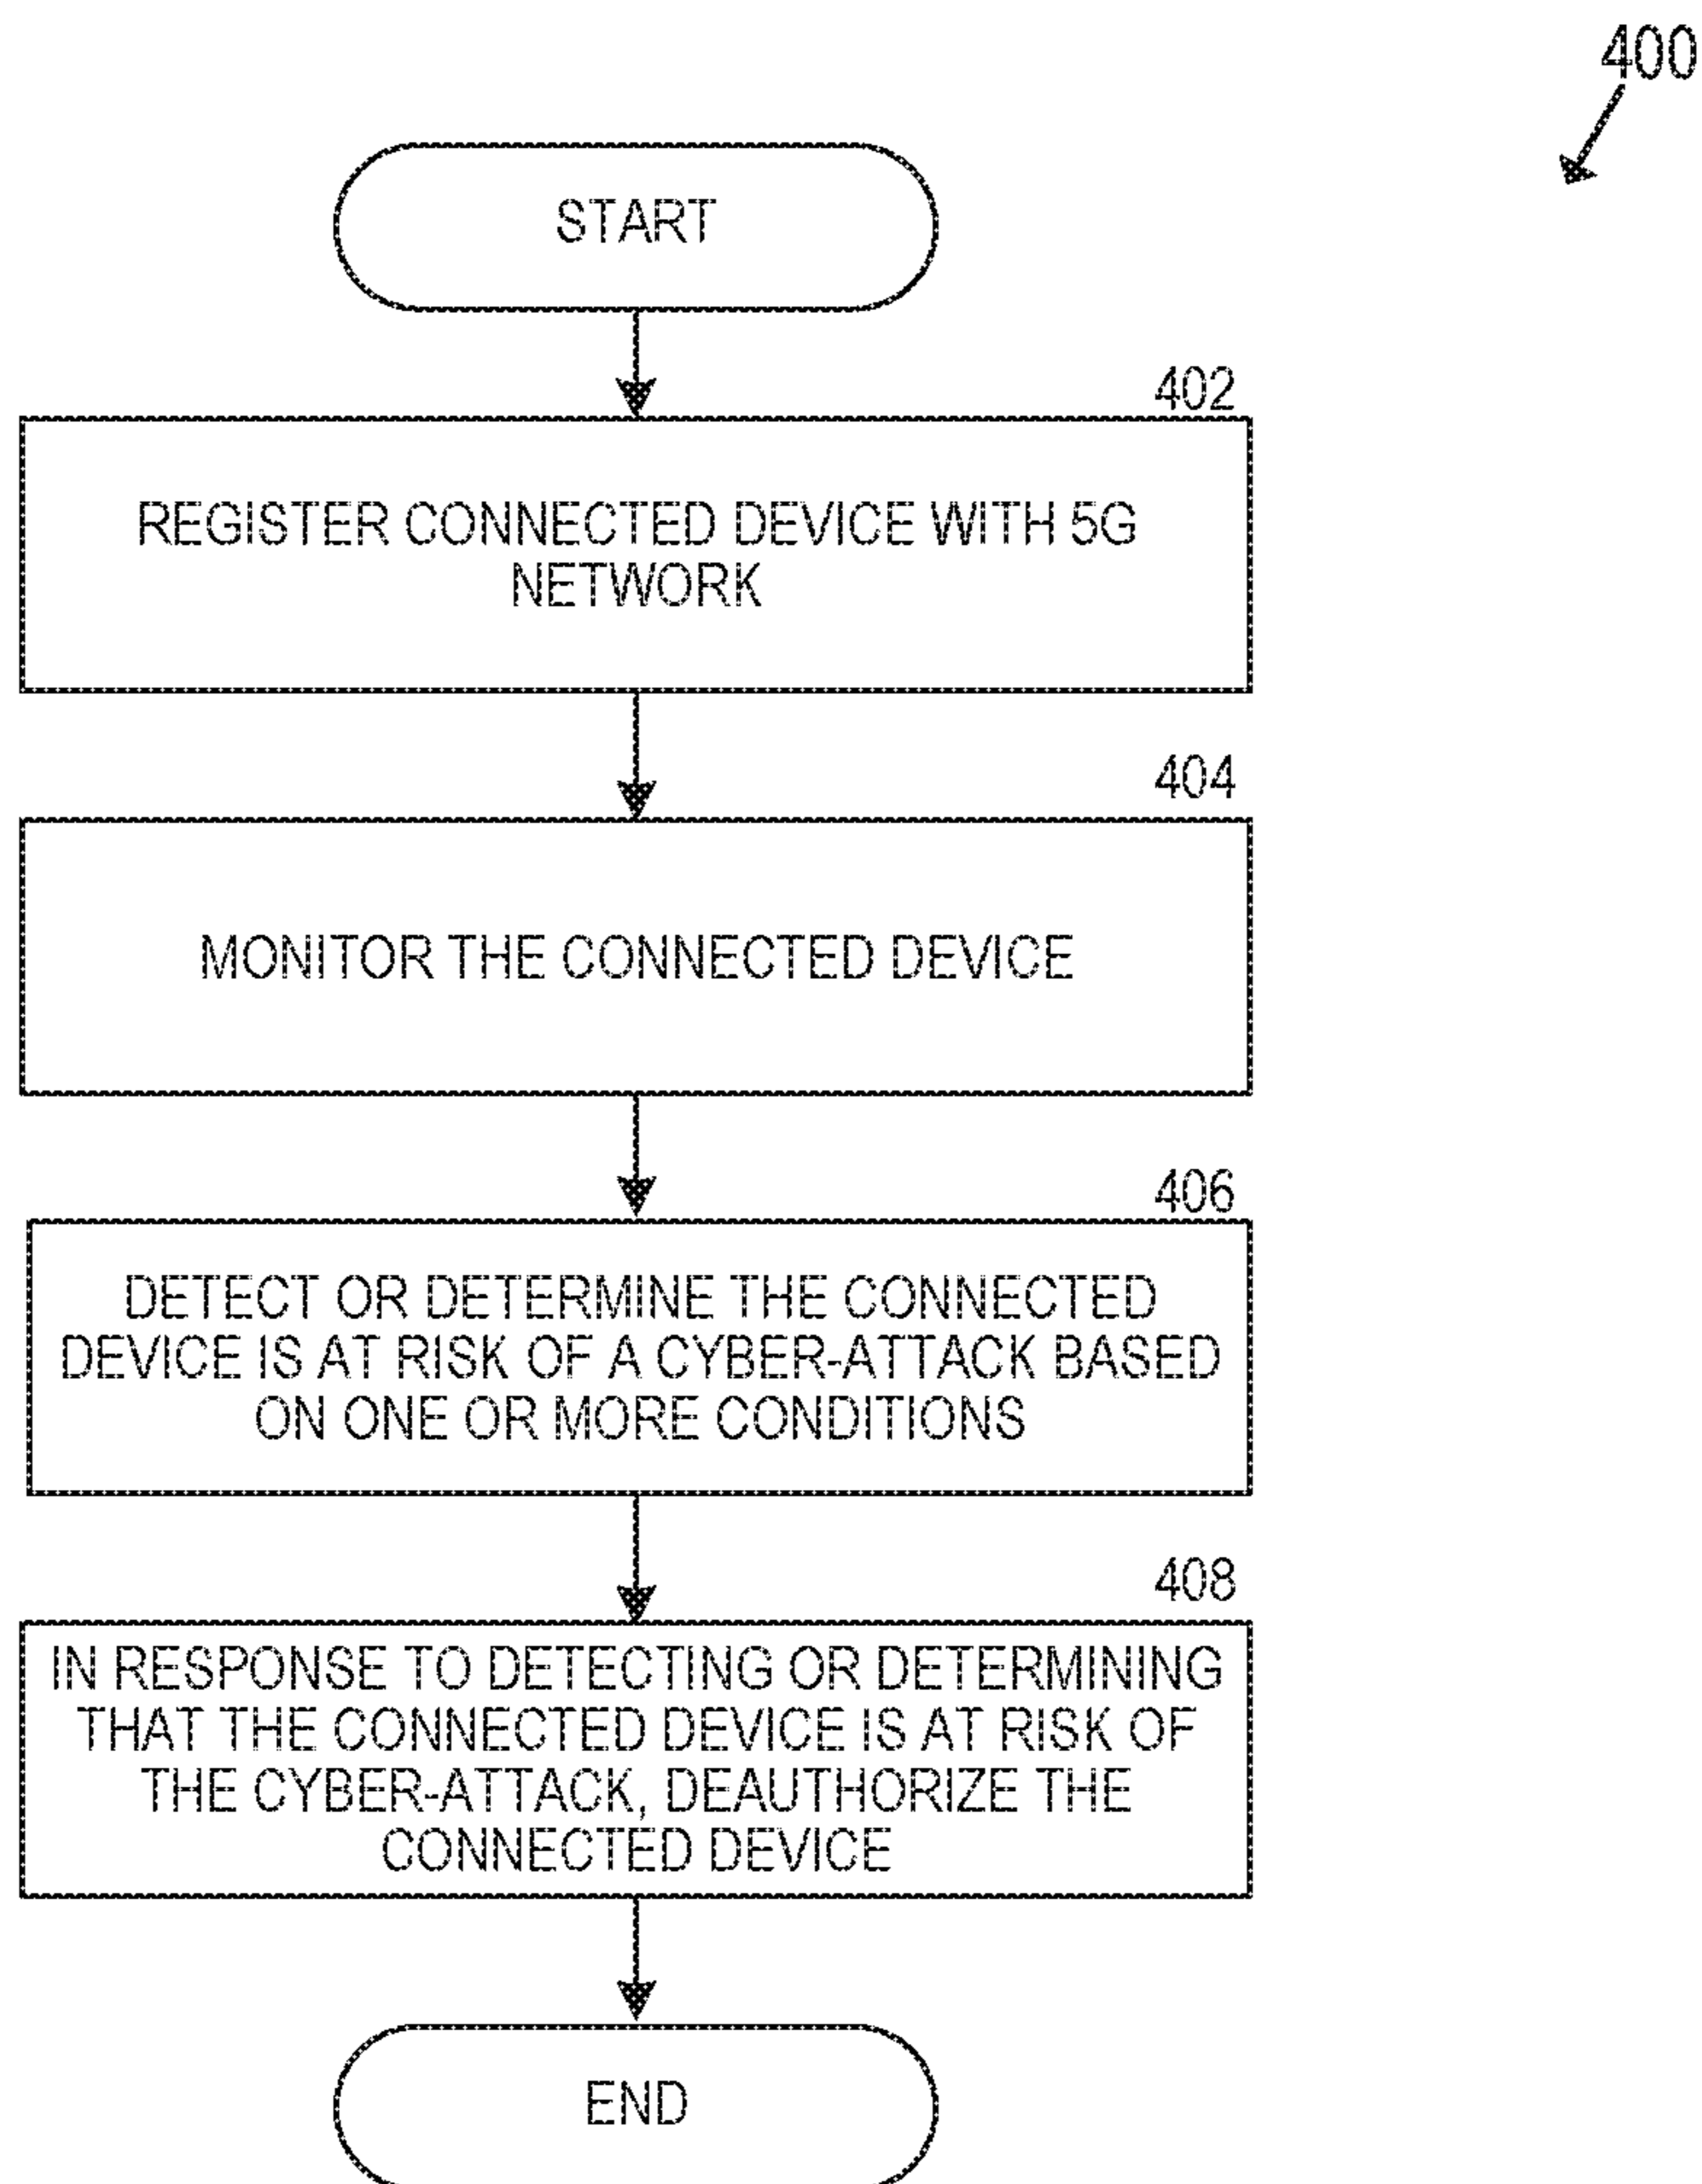 400
START
402
REGISTER CONNECTED DEVICE WITH 5G
NETWORK
404
MONITOR THE CONNECTED DEVICE
406
DETECT OR DETERMINE THE CONNECTED
DEVICE IS AT RISK OF A CYBER-ATTACK BASED
ON ONE OR MORE CONDITIONS
408
IN RESPONSE TO DETECTING OR DETERMINING
THAT THE CONNECTED DEVICE IS AT RISK OF
THE CYBER-ATTACK, DEAUTHORIZE THE
CONNECTED DEVICE
END